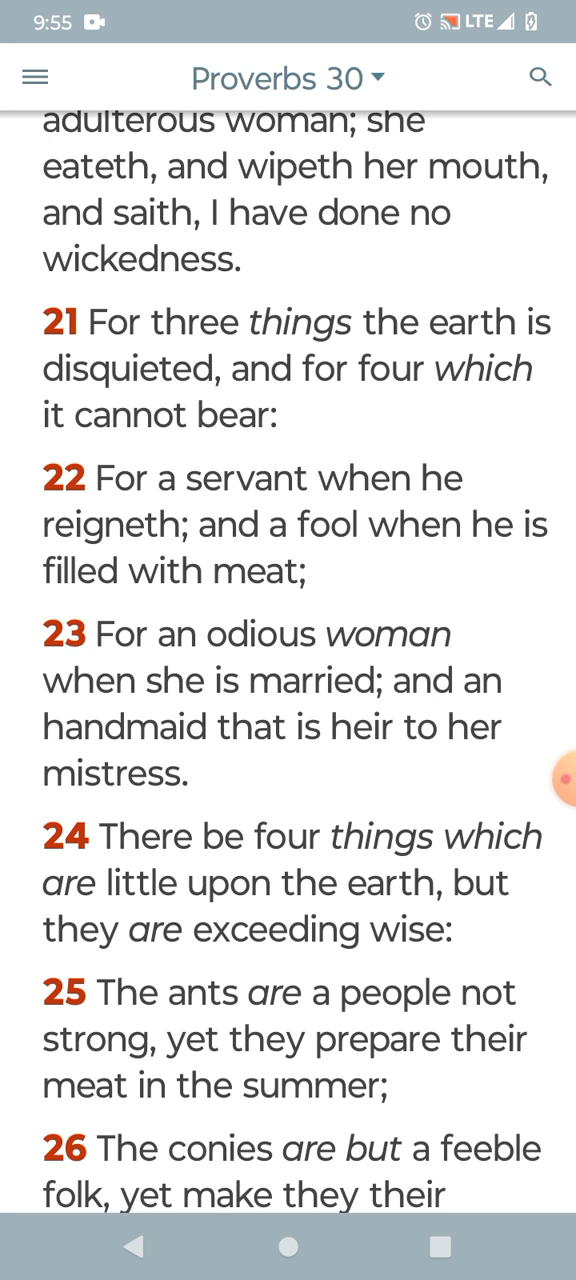 9:55
LTE
Proverbs 30
adulterous woman; she
eateth, and wipeth her mouth,
and saith, I have done no
wickedness.
21 For three things the earth is
disquieted, and for four which
it cannot bear:
22 For a servant when he
reigneth; and a fool when he is
filled with meat;
23 For an odious woman
when she is married; and an
handmaid that is heir to her
mistress.
24 There be four things which
are little upon the earth, but
they are exceeding wise:
25 The ants are a people not
strong, yet they prepare their
meat in the summer;
26 The conies are but a feeble
folk, yet make they their